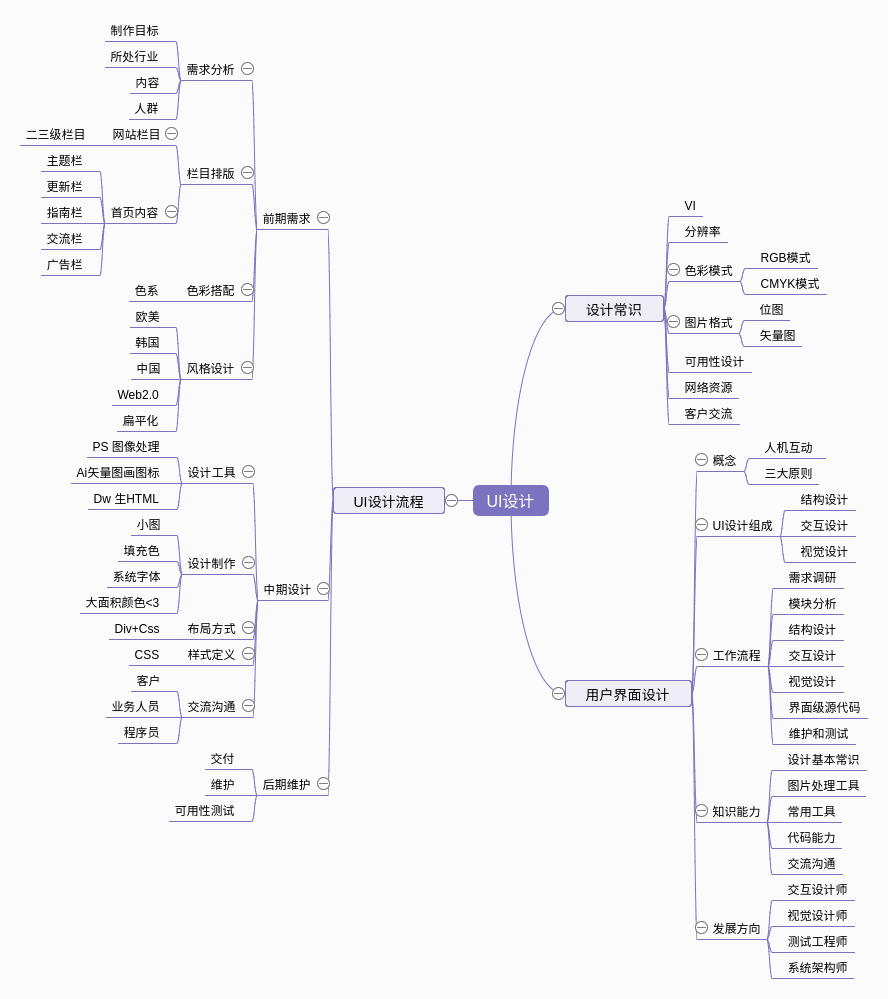 UI设计
UI设计流程
前期需求
需求分析
制作目标
所处行业
内容
人群
栏目排版
网站栏目
二三级栏目
首页内容
主题栏
更新栏
指南栏
交流栏
广告栏
色彩搭配
色系
风格设计
欧美
韩国
中国
Web2.0
扁平化
中期设计
设计工具
PS 图像处理
Ai矢量图画图标
Dw 生HTML
设计制作
小图
填充色
系统字体
大面积颜色<3
布局方式
Div+Css
样式定义
CSS
交流沟通
客户
业务人员
程序员
后期维护
交付
维护
可用性测试
设计常识
VI
分辨率
色彩模式
RGB模式
CMYK模式
图片格式
位图
矢量图
可用性设计
网络资源
客户交流
用户界面设计
概念
人机互动
三大原则
UI设计组成
结构设计
交互设计
视觉设计
工作流程
需求调研
模块分析
结构设计
交互设计
视觉设计
界面级源代码
维护和测试
知识能力
设计基本常识
图片处理工具
常用工具
代码能力
交流沟通
发展方向
交互设计师
视觉设计师
测试工程师
系统架构师